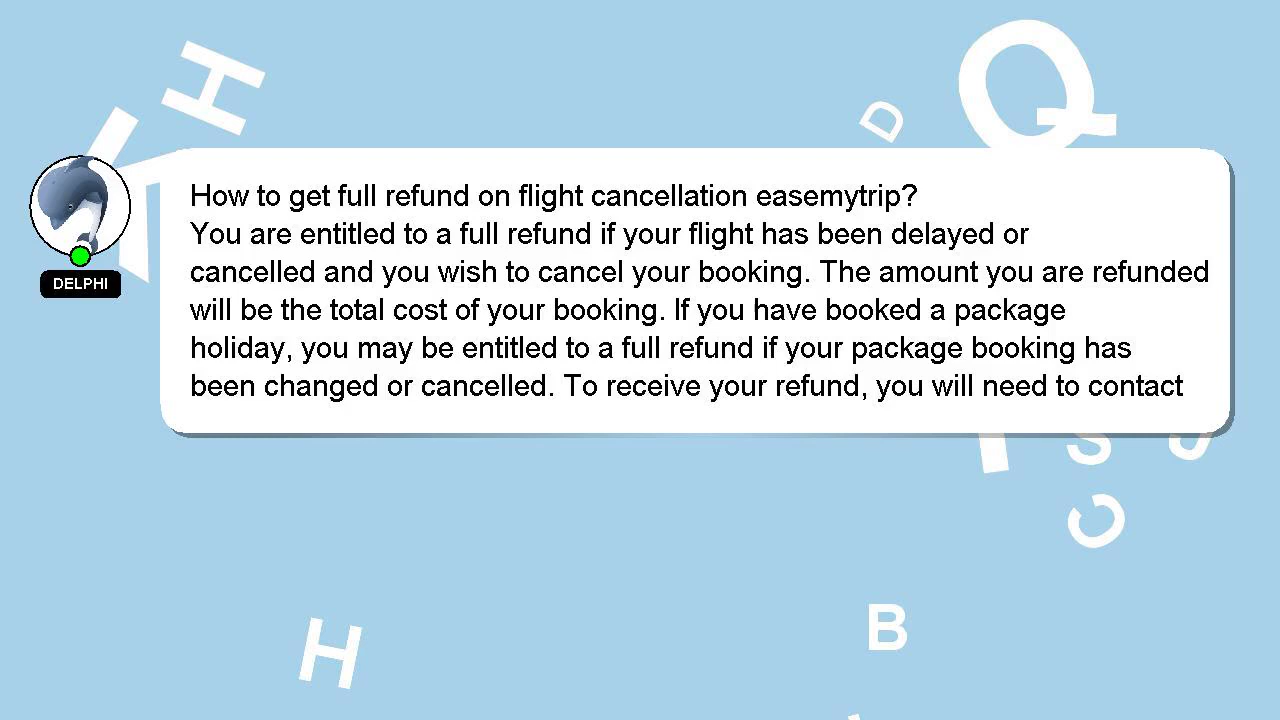 H
Q
D
DELPHI
How to get full refund on flight cancellation easemytrip?
You are entitled to a full refund if your flight has been delayed or
cancelled and you wish to cancel your booking. The amount you are refunded
will be the total cost of your booking. If you have booked a package
holiday, you may be entitled to a full refund if your package booking has
been changed or cancelled. To receive your refund, you will need to contact
S
C
B
H